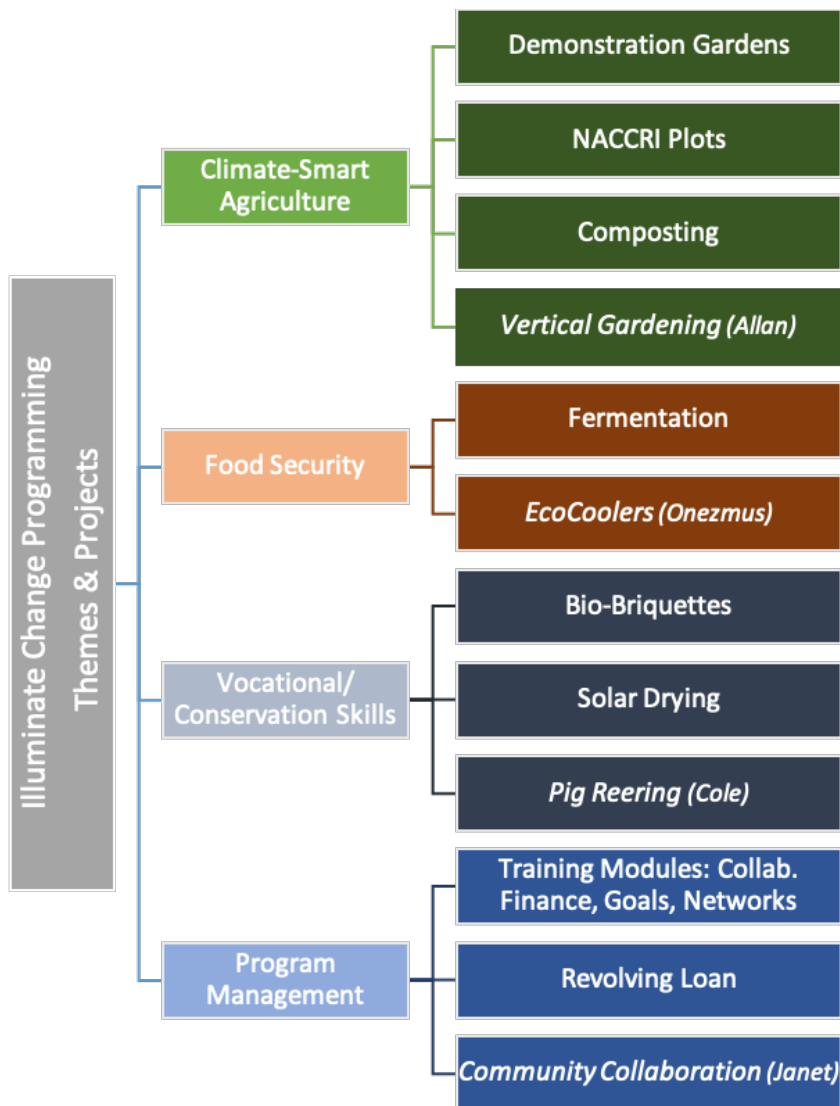 Illuminate Change Programming
Themes & Projects
Climate-Smart
Agriculture
Demonstration Gardens
NACCRI Plots
Composting
Vertical Gardening (Allan)
Food Security
Fermentation
EcoCoolers (Onezmus)
Vocational/
Conservation Skills
Bio-Briquettes
Solar Drying
Pig Reering (Cole)
Program
Management
Training Modules: Collab.
Finance, Goals, Networks
Revolving Loan
Community Collaboration (Janet)